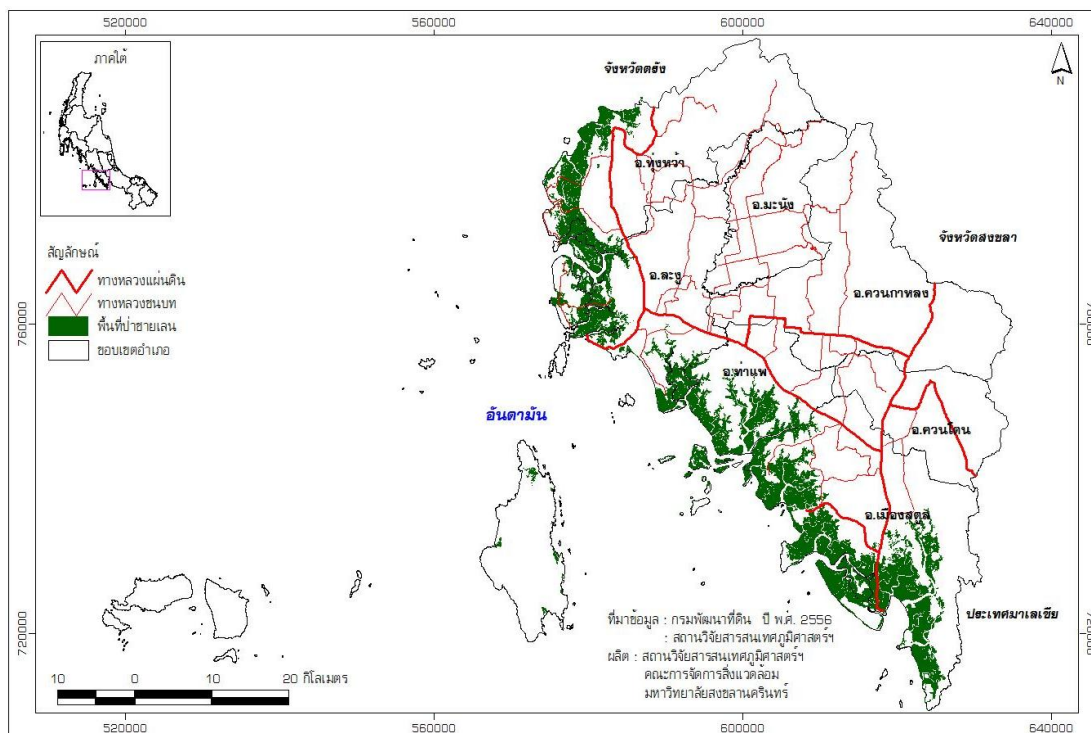 520000
560000
600000
640000
ภาคใต้
จังหวัดตรัง
N
อ.ทุ่งหว้า
อ.มะนัง
จังหวัดสงขลา
สัญลักษณ์
ทางหลวงแผ่นดิน
ทางหลวงชนบท
พื้นที่ป่าชายเลน
ขอบเขตอำเภอ
อ.ละงู
อ.ควนกาหลง
760000
760000
อ.ท่าแพ
อันดามัน
อ.ควนโดน
อ.เมืองสตูล
ประเทศมาเลเซีย
ที่มาข้อมูล : กรมพัฒนาที่ดิน ปี พ.ศ. 2556
: สถานวิจัยสารสนเทศภูมิศาสตร์ฯ
ผลิต : สถานวิจัยสารสนเทศภูมิศาสตร์ฯ
คณะการจัดการสิ่งแวดล้อม
มหาวิทยาลัยสงขลานครินทร์
720000
720000
10 0 10 20 กิโลเมตร
520000
560000
600000
640000